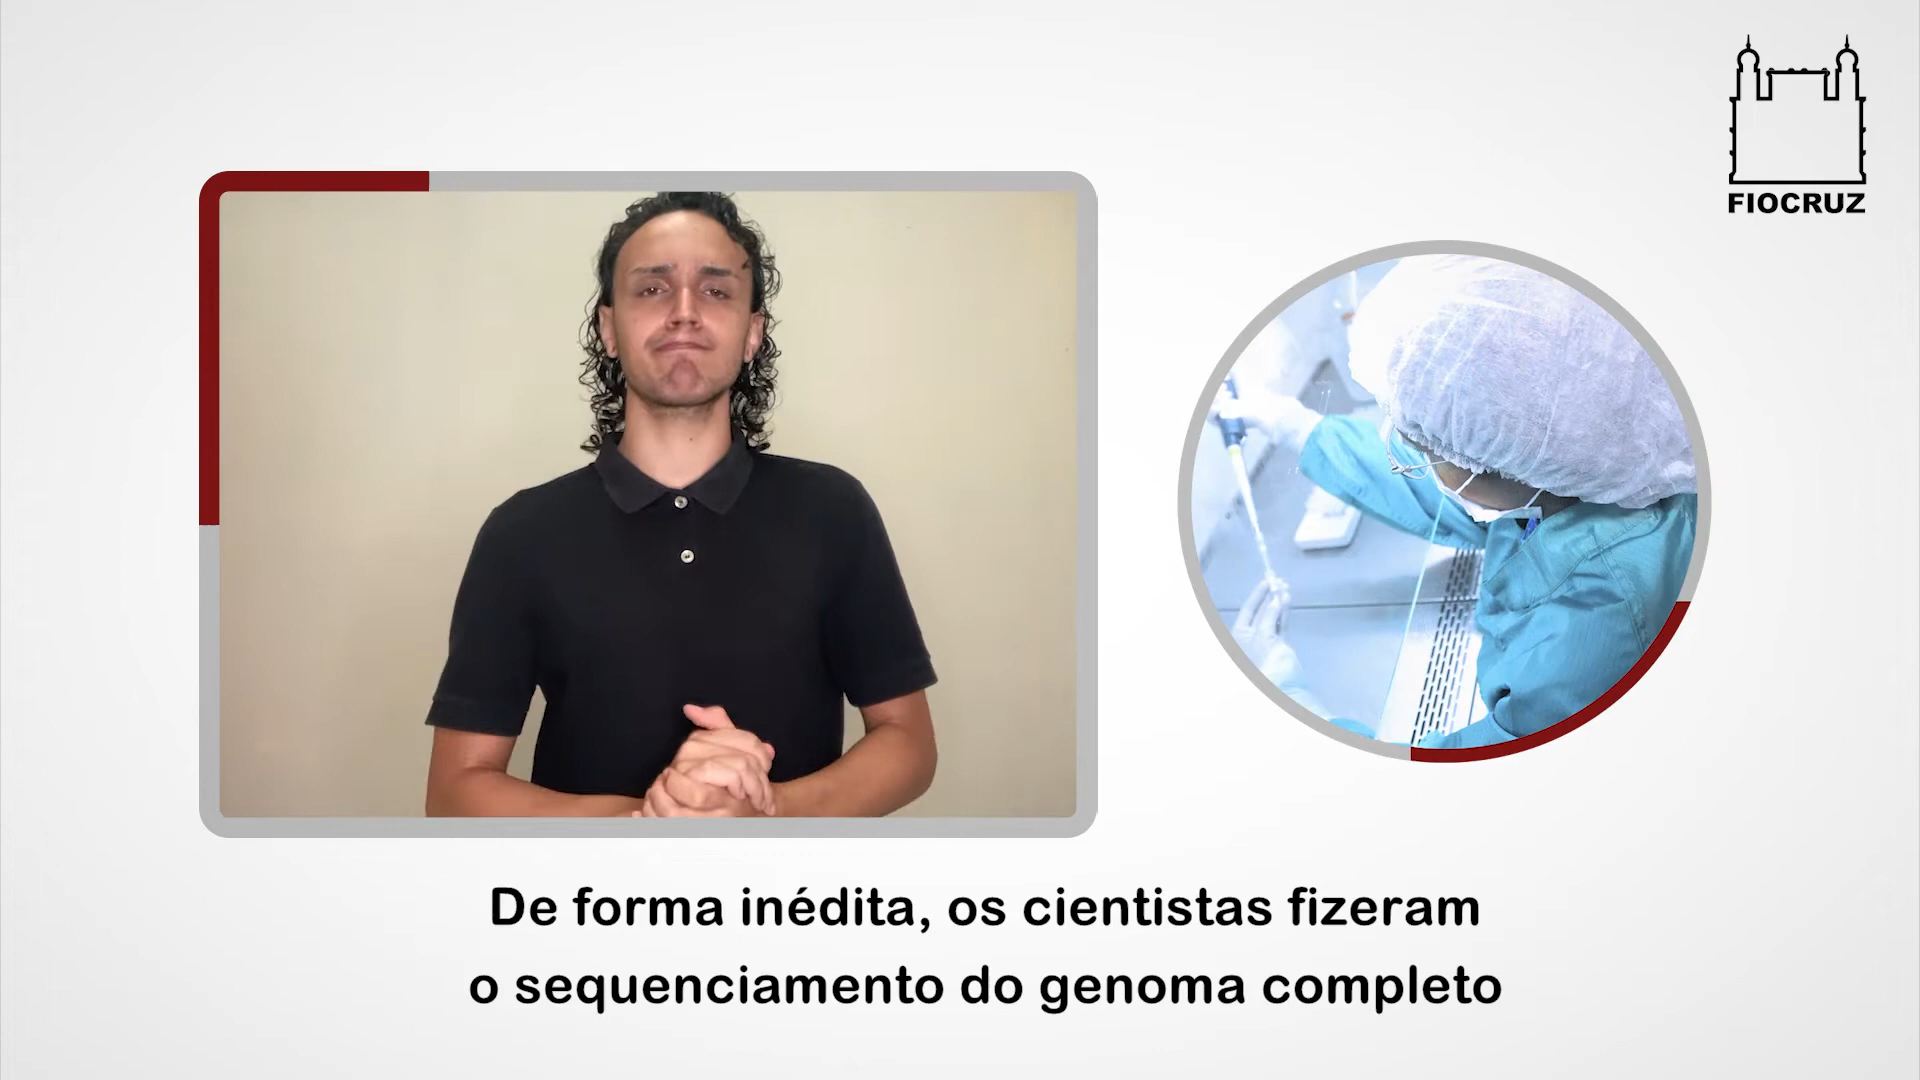 FIOCRUZ
De forma inédita, os cientistas fizeram
o sequenciamento do genoma completo